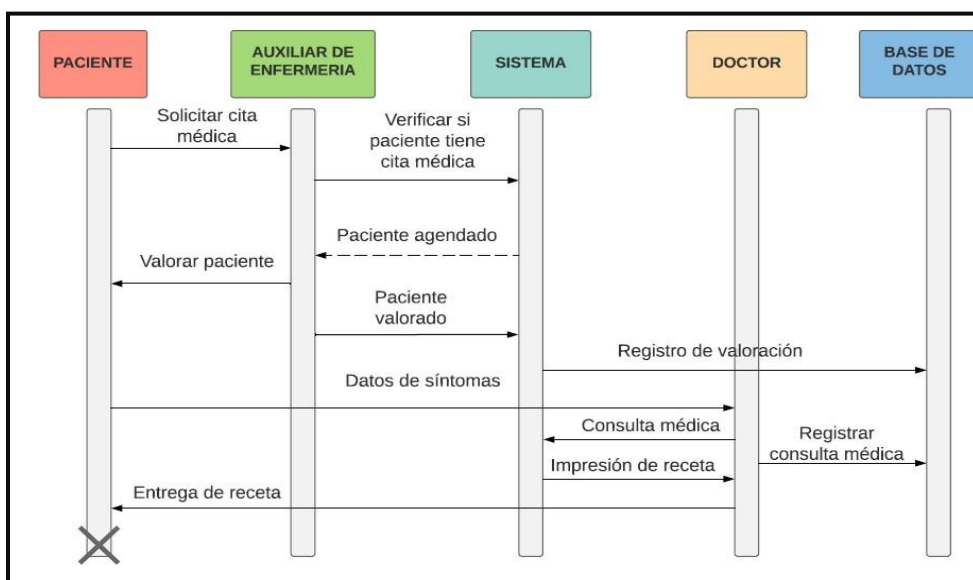 PACIENTE
AUXILIAR DE
ENFERMERIA
SISTEMA
DOCTOR
BASE DE
DATOS
Solicitar cita
médica
Verificar si
paciente tiene
cita médica
Paciente agendado
Valorar paciente
Paciente
valorado
Registro de valoración
Datos de síntomas
Consulta médica
Registrar
consulta médica
Impresión de receta
Entrega de receta